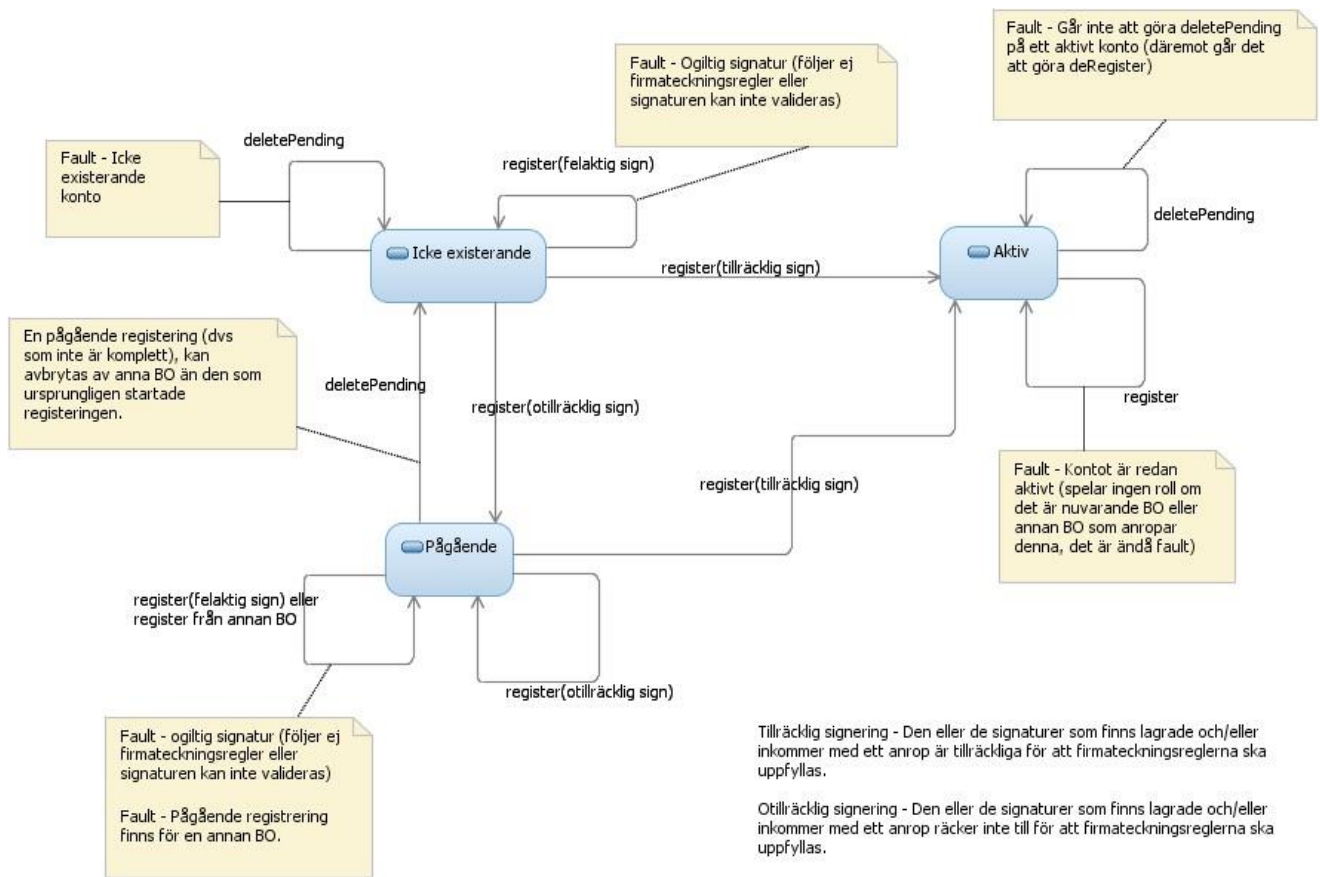 Fault - Går inte att göra deletePending
på ett aktivt konto (däremot går det
att göra deRegister)
Fault - Ogiltig signatur (följer ej
firmateckningsregler eller
signaturen kan inte valideras)
deletePending
Fault - Icke
existerande
konto
register(felaktig sign)
deletePending
Icke existerande
Aktiv
register(tillräcklig sign)
En pågående registering (dvs
som inte är komplett), kan
avbrytas av anna BO än den som
ursprungligen startade
registeringen.
deletePending
register(otillräcklig sign)
register
Fault - Kontot är redan
aktivt (spelar ingen roll om
det är nuvarande BO eller
annan BO som anropar
denna, det är ändå fault)
register(tillräcklig sign)
Pågående
register(felaktig sign) eller
register från annan BO
register(otillräcklig sign)
Fault - ogiltig signatur (följer ej
firmateckningsregler eller
signaturen kan inte valideras)
Fault - Pågående registrering
finns för en annan BO.
Tillräcklig signering - Den eller de signaturer som finns lagrade och/eller
inkommer med ett anrop är tillräckliga för att firmateckningsreglerna ska
uppfyllas.
Otillräcklig signering - Den eller de signaturer som finns lagrade och/eller
inkommer med ett anrop räcker inte till för att firmateckningsreglerna ska
uppfyllas.